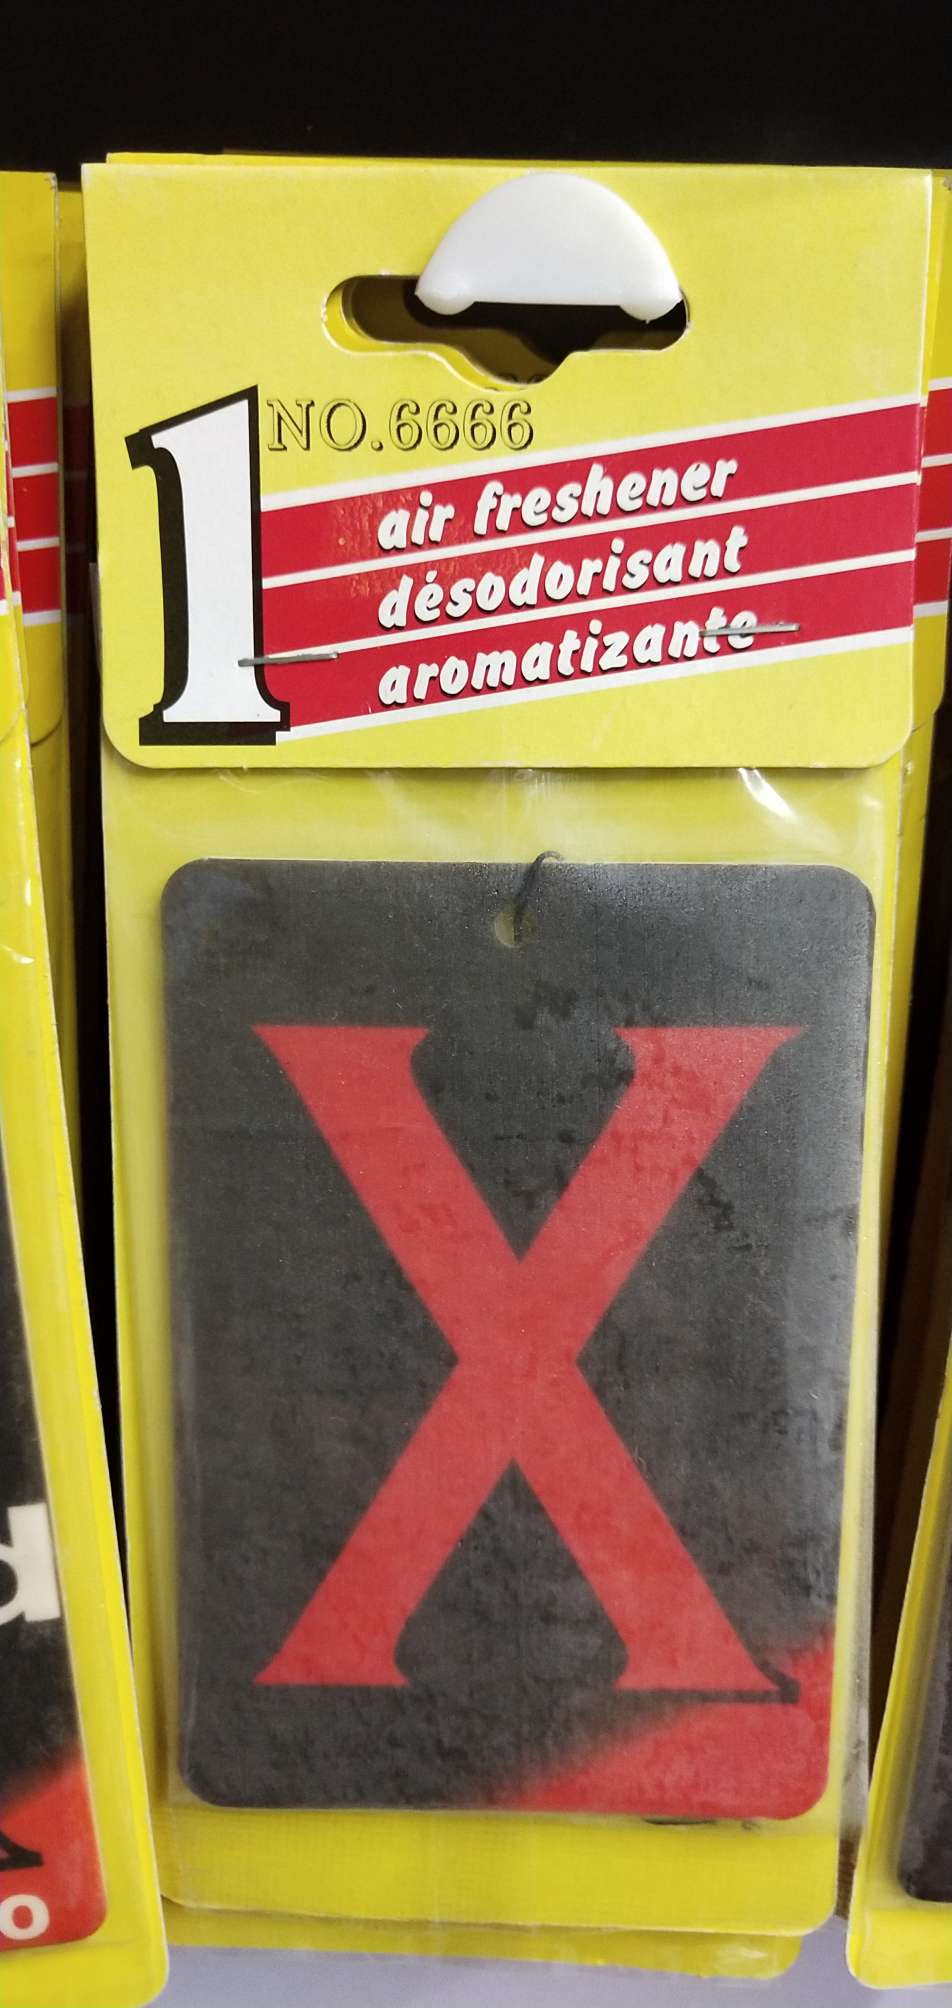 1
NO.6666
air freshener
désodorisant
aromatizante
X
d
o